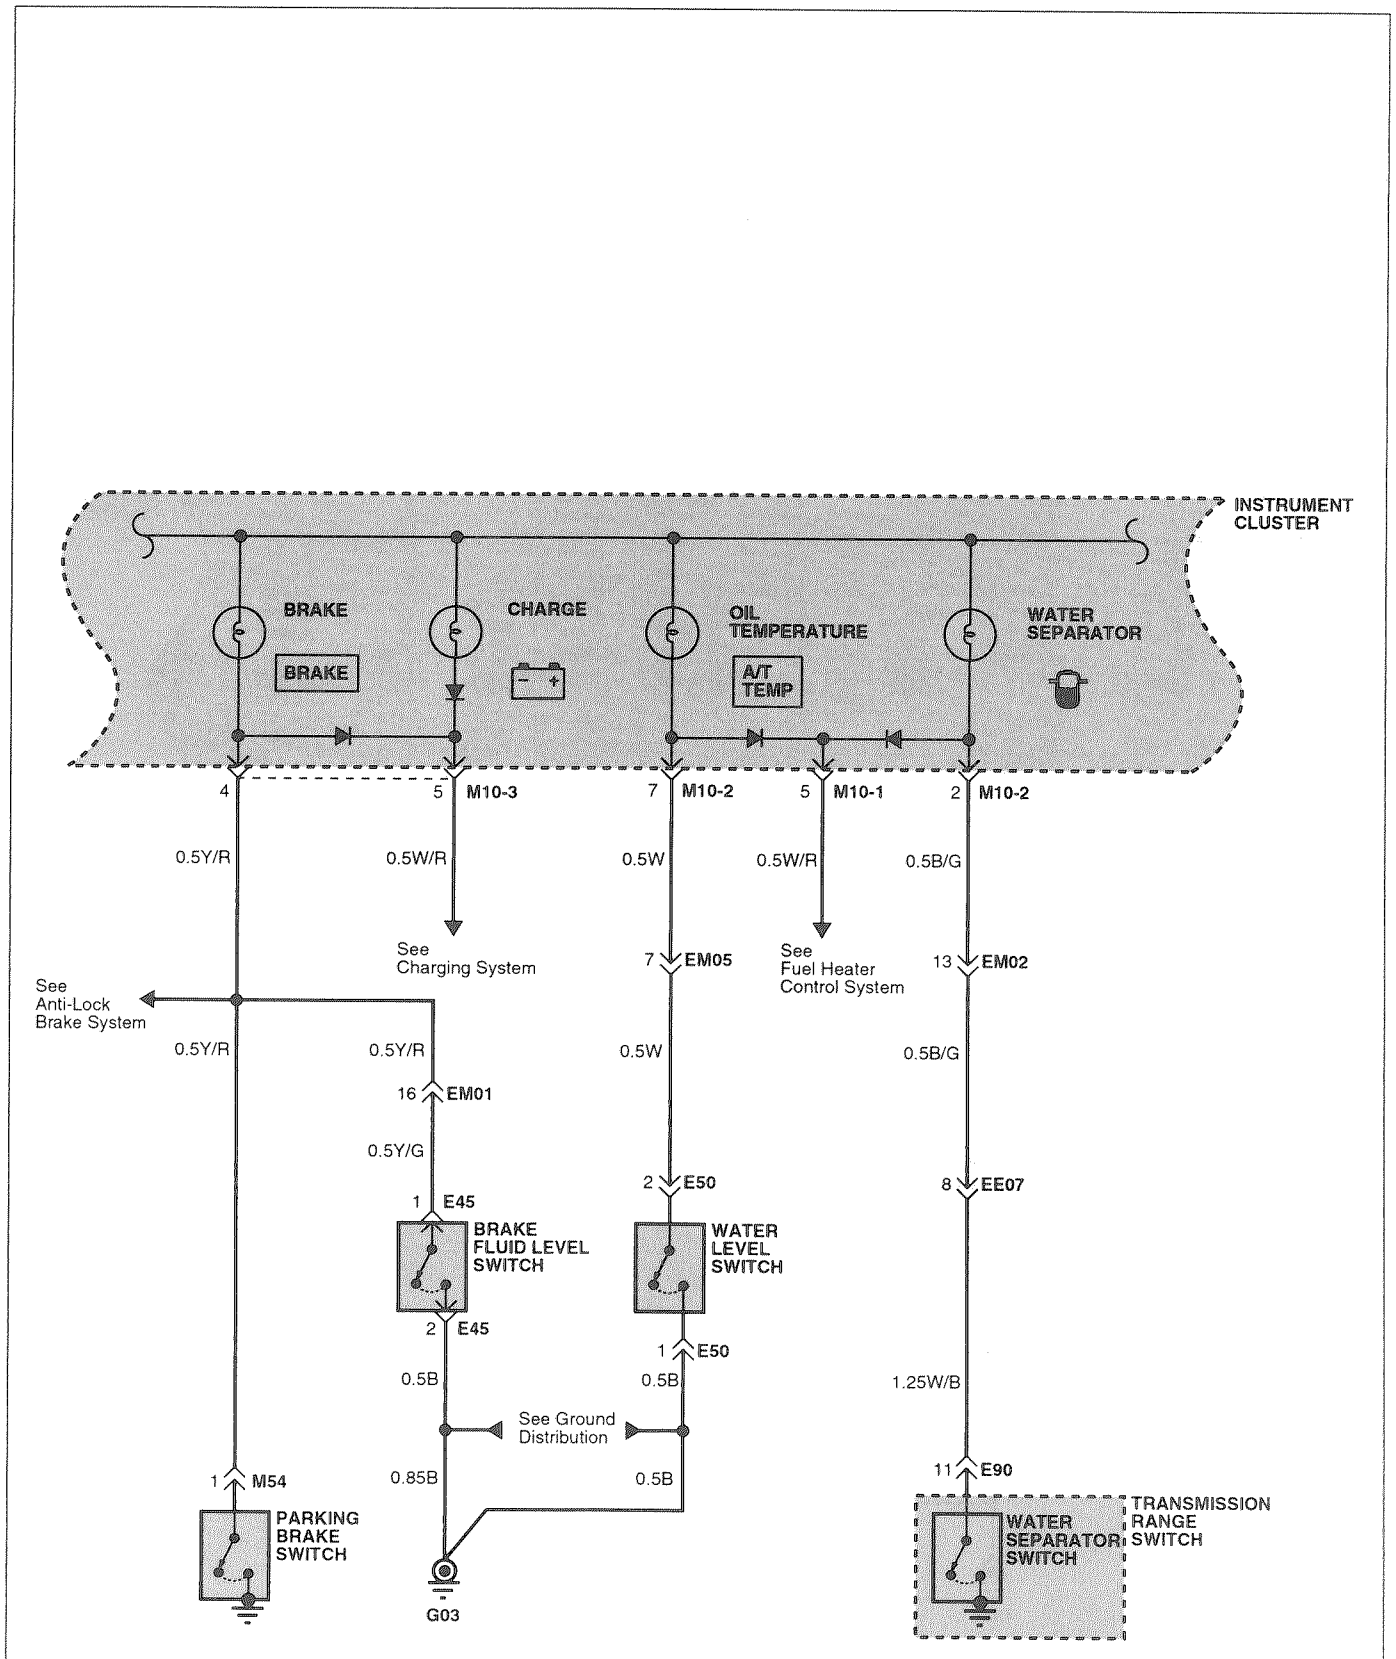 INSTRUMENT
CLUSTER
BRAKE
BRAKE
CHARGE
- +
OIL
TEMPERATURE
A/T
TEMP
WATER
SEPARATOR
4
5 M10-3
7 M10-2
5 M10-1
2 M10-2
0.5Y/R
0.5W/R
0.5W
0.5W/R
0.5B/G
See
Charging System
7 EM05
See
Fuel Heater
Control System
13 EM02
See
Anti-Lock
Brake System
0.5Y/R
0.5Y/R
0.5W
0.5B/G
16 EM01
0.5Y/G
1 E45
2 E50
8 EE07
BRAKE
FLUID LEVEL
SWITCH
WATER
LEVEL
SWITCH
2 E45
1 E50
0.5B
0.5B
1.25W/B
See Ground
Distribution
0.85B
0.5B
1 M54
11 E90
PARKING
BRAKE
SWITCH
WATER
SEPARATOR
SWITCH
TRANSMISSION
RANGE
SWITCH
G03